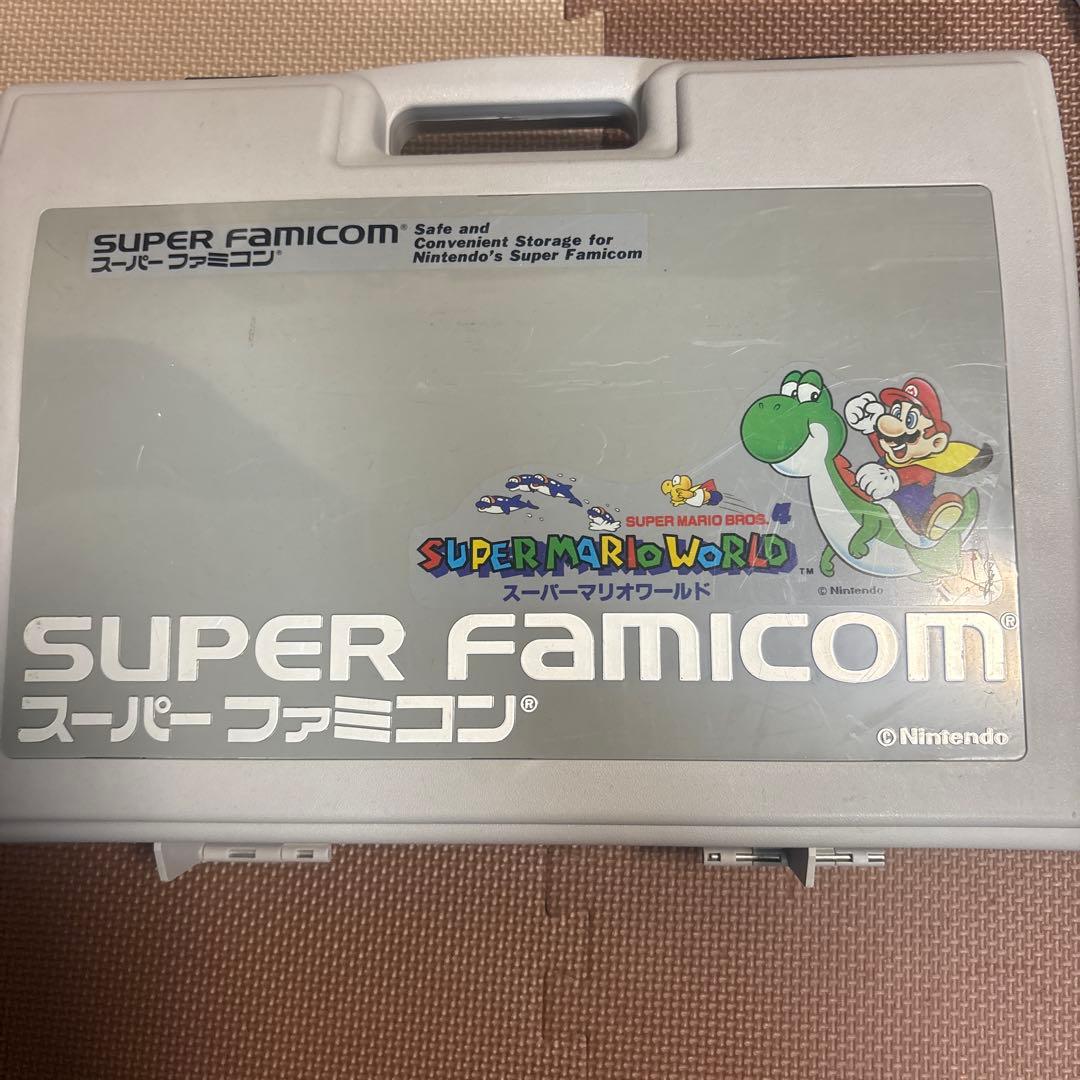 SUPER FAMICOM®
スーパーファミコン®
Safe and
Convenient Storage for
Nintendo's Super Famicom
SUPER MARIO BROS. 4
SUPER MARIO WORLD™
スーパーマリオワールド
© Nintendo
SUPER FAMICOM®
スーパーファミコン®
© Nintendo